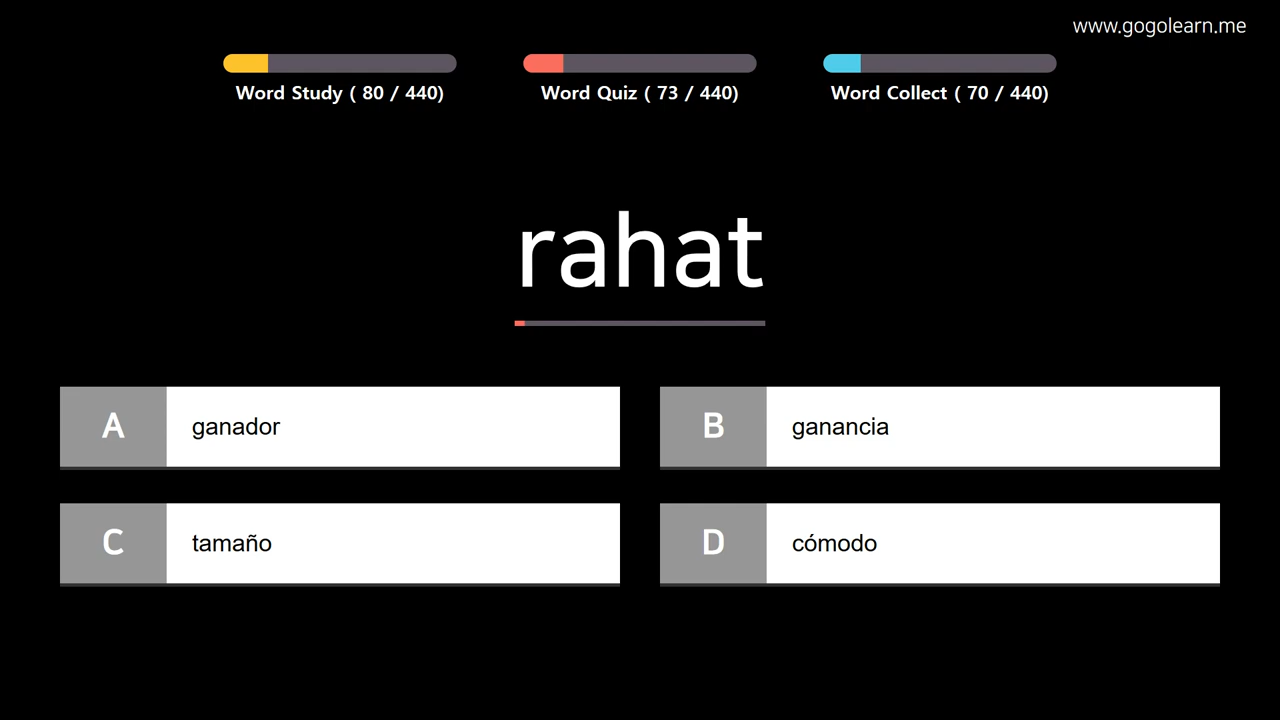 www.gogolearn.me
Word Study ( 80 / 440)
Word Quiz ( 73 / 440)
Word Collect ( 70 / 440)
rahat
A ganador
B ganancia
C tamaño
D cómodo